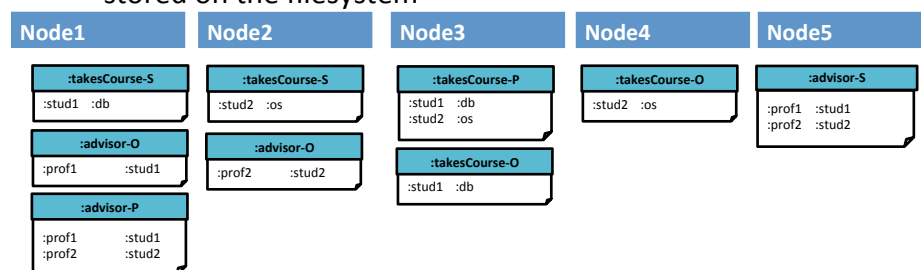 stored on the filesystem
Node1 Node2 Node3 Node4 Node5
:takesCourse-S
:stud1 :db
:advisor-O
:prof1 :stud1
:advisor-P
:prof1 :stud1
:prof2 :stud2
:takesCourse-S
:stud2 :os
:advisor-O
:prof2 :stud2
:takesCourse-P
:stud1 :db
:stud2 :os
:takesCourse-O
:stud1 :db
:takesCourse-O
:stud2 :os
:advisor-S
:prof1 :stud1
:prof2 :stud2